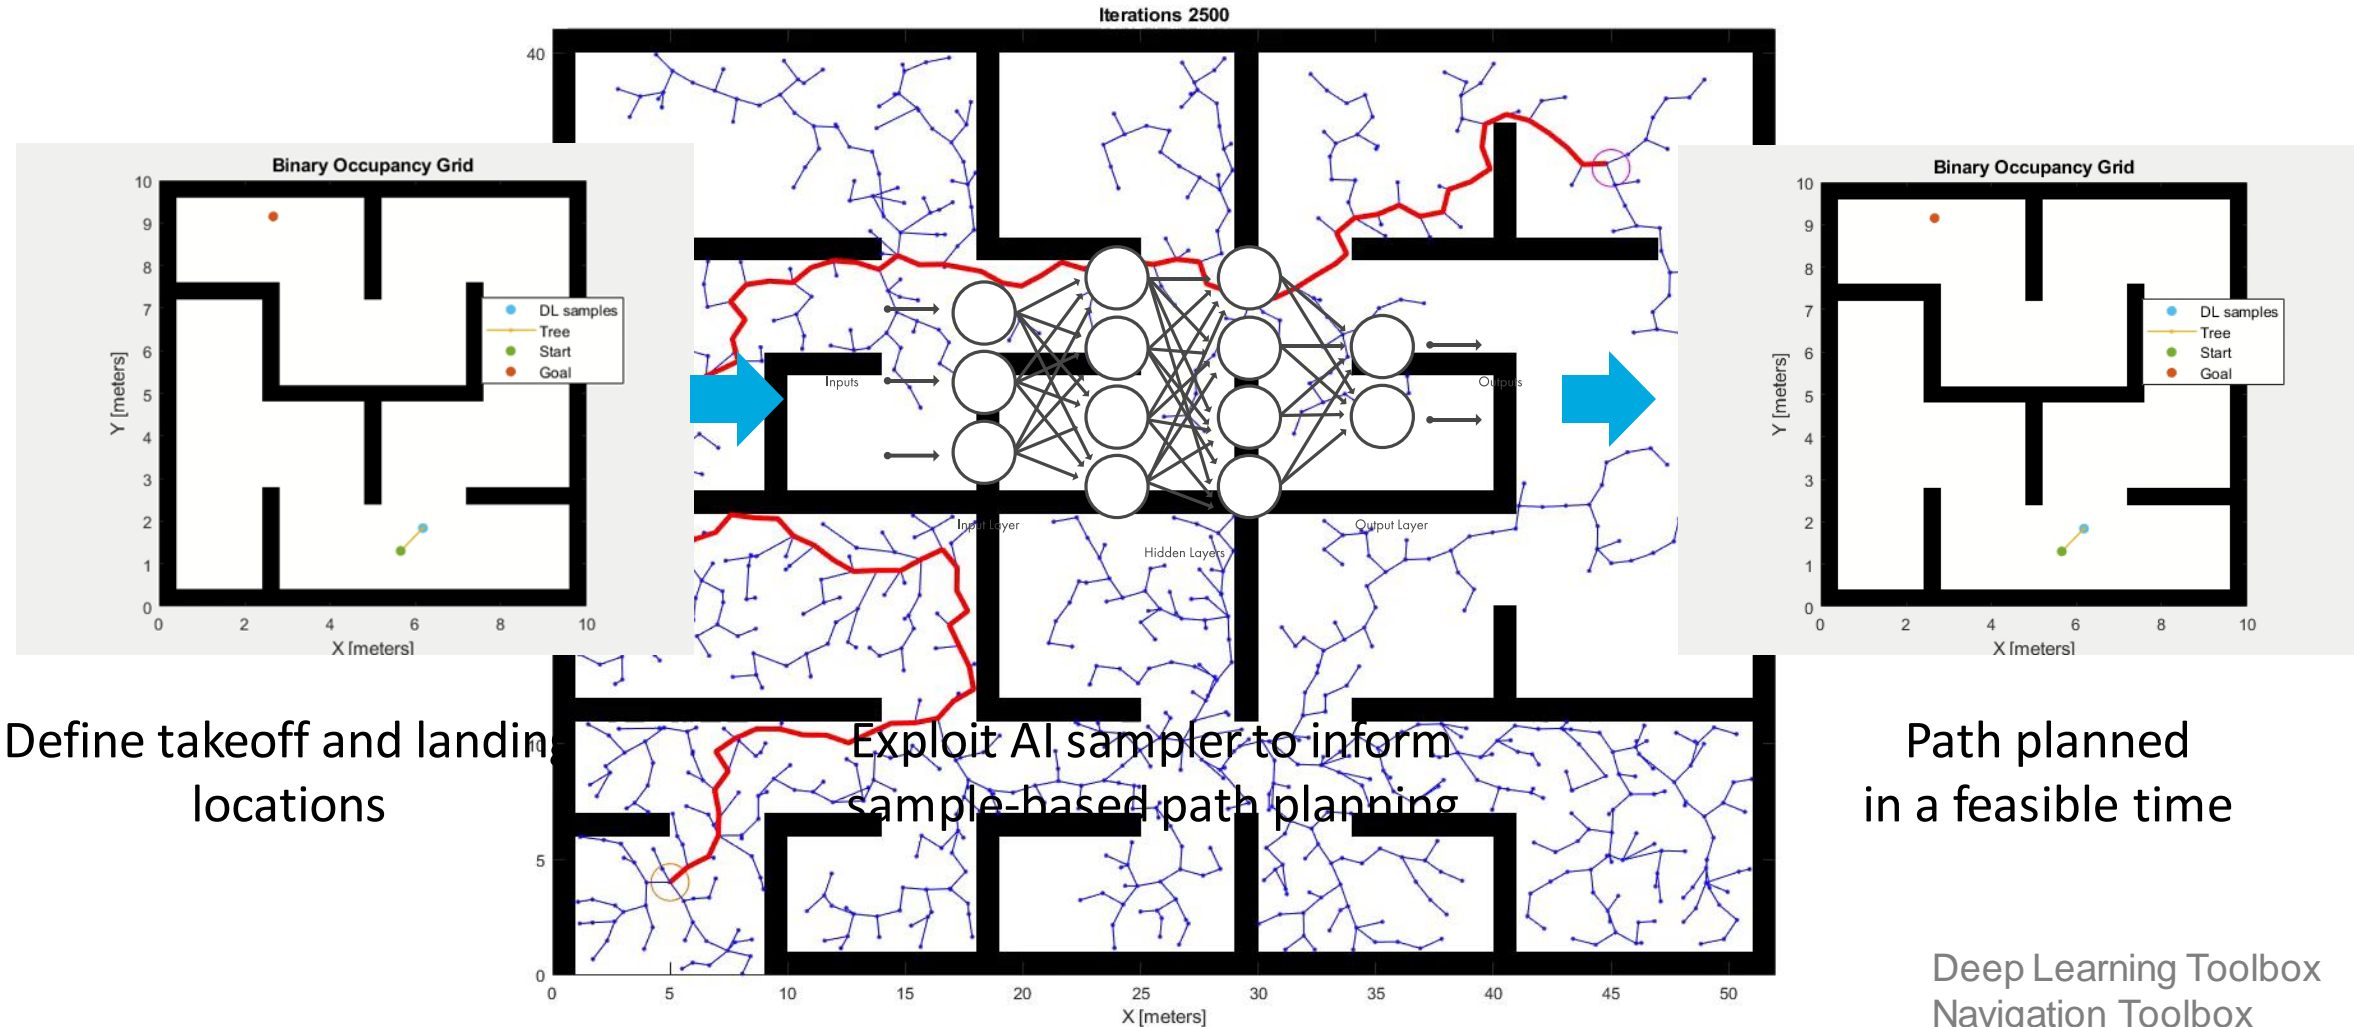 Iterations 2500
40
10
5
0
0
5
10
15
20
25
30
35
40
45
50
X [meters]
Binary Occupancy Grid
10
9
8
7
6
5
4
3
2
1
0
0
2
4
6
8
10
Y [meters]
X [meters]
DL samples
Tree
Start
Goal
Inputs
Outputs
Input Layer
Hidden Layers
Output Layer
Binary Occupancy Grid
10
9
8
7
6
5
4
3
2
1
0
0
2
4
6
8
10
Y [meters]
X [meters]
DL samples
Tree
Start
Goal
Define takeoff and landing
locations
Exploit AI sampler to inform
sample-based path planning
Path planned
in a feasible time
Deep Learning Toolbox
Navigation Toolbox